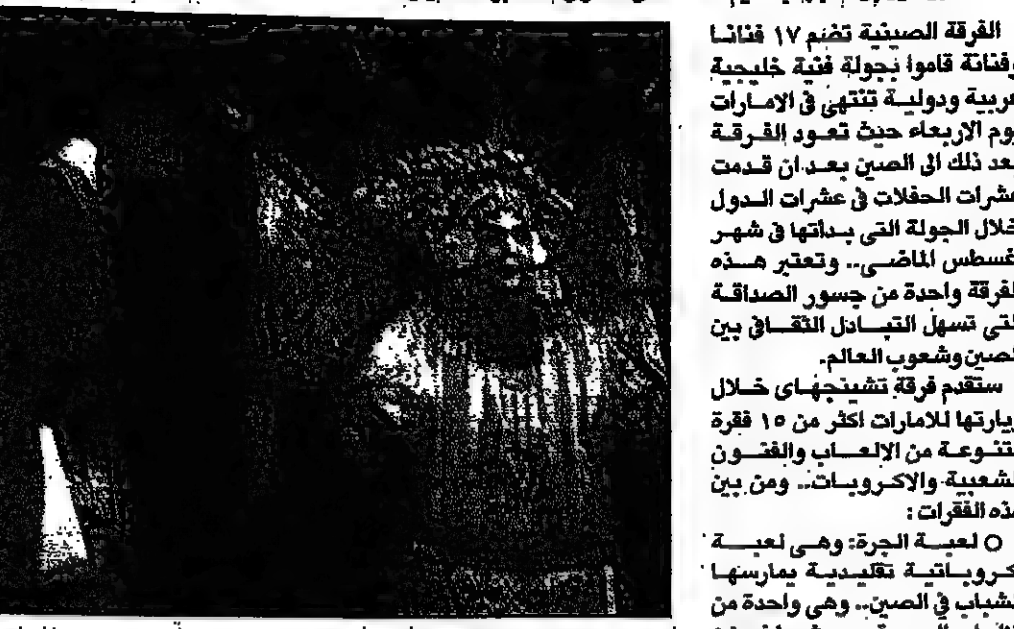 الفرقة الصينية تضم ١٧ فنانا
وفنانة قاموا بجولة فنية خليجية
عربية ودولية تنتهي في الامارات
يوم الاربعاء حيث تعود الفرقة
بعد ذلك الى الصين بعد ان قدمت
عشرات الحفلات في عشرات الدول
خلال الجولة التي بدأتها في شهر
اغسطس الماضي.. وتعتبر هذه
الفرقة واحدة من جسور الصداقة
التي تسهل التبادل الثقافي بين
الصين وشعوب العالم.
ستقدم فرقة تشينجهاى خلال
زيارتها للامارات اكثر من ١٥ فقرة
متنوعة من الالعاب والفنون
الشعبية والاكروبات.. ومن بين
هذه الفقرات :
○ لعبة الجرة: وهى لعبة
اكروباتية تقليدية يمارسها
الشباب في الصين.. وهي واحدة من